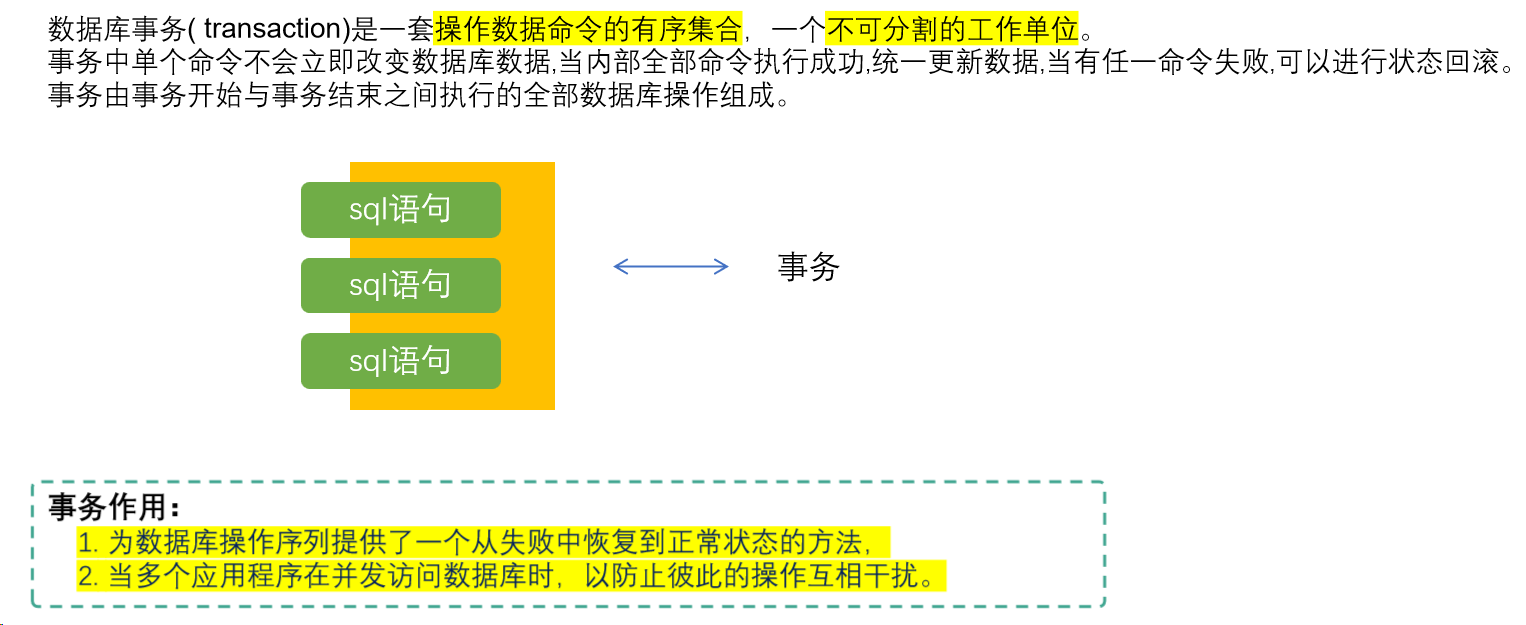 数据库事务( transaction)是一套操作数据命令的有序集合，一个不可分割的工作单位。
事务中单个命令不会立即改变数据库数据,当内部全部命令执行成功,统一更新数据,当有任一命令失败,可以进行状态回滚。
事务由事务开始与事务结束之间执行的全部数据库操作组成。
sql语句
sql语句
事务
sql语句
事务作用：
1. 为数据库操作序列提供了一个从失败中恢复到正常状态的方法，
2. 当多个应用程序在并发访问数据库时，以防止彼此的操作互相干扰。